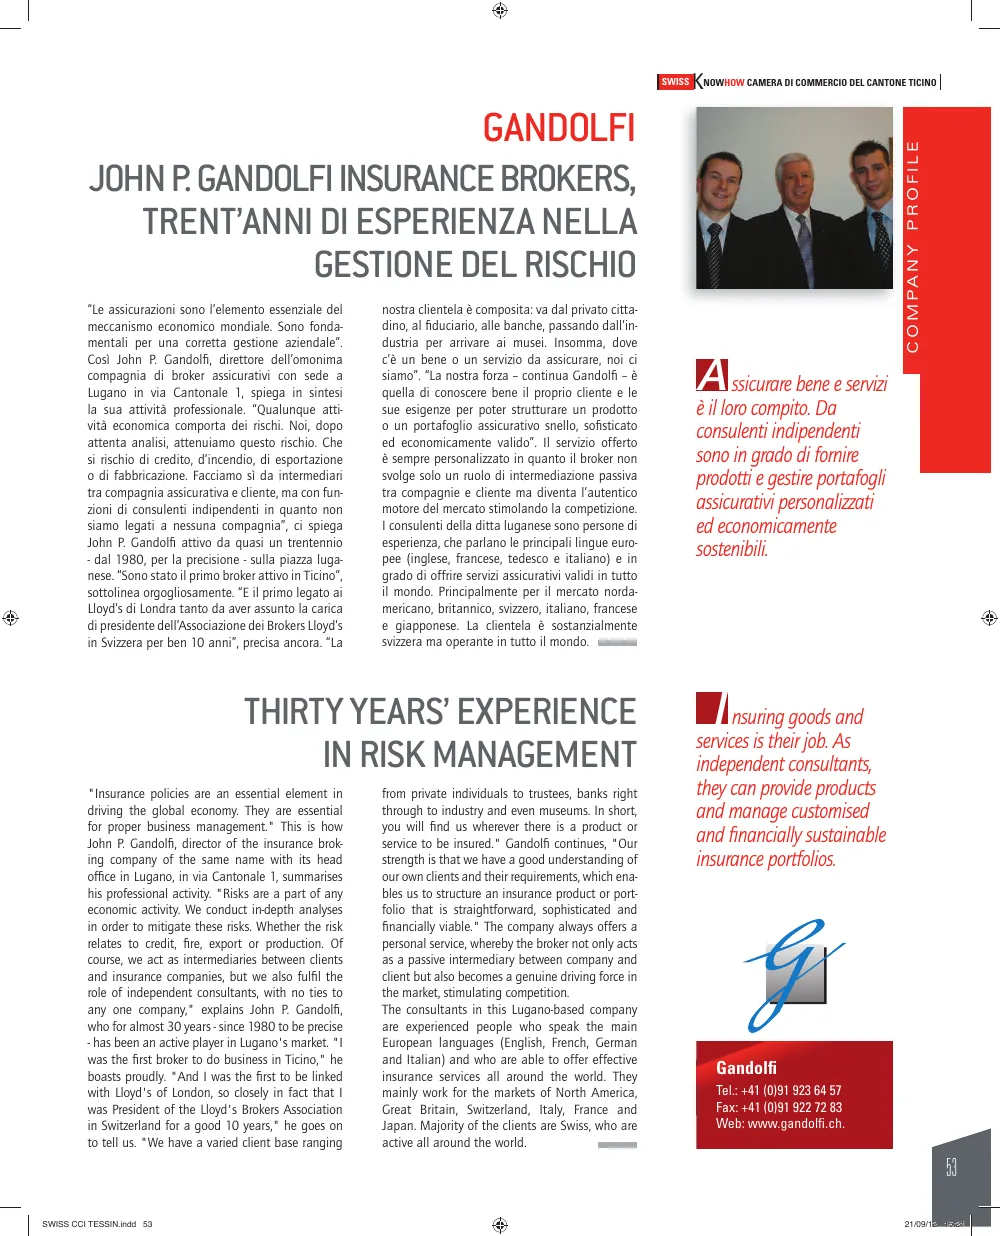 SWISS KNOWHOW CAMERA DI COMMERCIO DEL CANTONE TICINO
COMPANY PROFILE
GANDOLFI
JOHN P. GANDOLFI INSURANCE BROKERS,
TRENT’ANNI DI ESPERIENZA NELLA
GESTIONE DEL RISCHIO
“Le assicurazioni sono l’elemento essenziale del
meccanismo economico mondiale. Sono fonda-
mentali per una corretta gestione aziendale”.
Così John P. Gandolfi, direttore dell’omonima
compagnia di broker assicurativi con sede a
Lugano in via Cantonale 1, spiega in sintesi
la sua attività professionale. “Qualunque atti-
vità economica comporta dei rischi. Noi, dopo
attenta analisi, attenuiamo questo rischio. Che
si rischio di credito, d’incendio, di esportazione
o di fabbricazione. Facciamo sì da intermediari
tra compagnia assicurativa e cliente, ma con fun-
zioni di consulenti indipendenti in quanto non
siamo legati a nessuna compagnia”, ci spiega
John P. Gandolfi attivo da quasi un trentennio
- dal 1980, per la precisione - sulla piazza luga-
nese. “Sono stato il primo broker attivo in Ticino”,
sottolinea orgogliosamente. “E il primo legato ai
Lloyd’s di Londra tanto da aver assunto la carica
di presidente dell’Associazione dei Brokers Lloyd’s
in Svizzera per ben 10 anni”, precisa ancora. “La
nostra clientela è composita: va dal privato citta-
dino, al fiduciario, alle banche, passando dall’in-
dustria per arrivare ai musei. Insomma, dove
c’è un bene o un servizio da assicurare, noi ci
siamo”. “La nostra forza – continua Gandolfi – è
quella di conoscere bene il proprio cliente e le
sue esigenze per poter strutturare un prodotto
o un portafoglio assicurativo snello, sofisticato
ed economicamente valido”. Il servizio offerto
è sempre personalizzato in quanto il broker non
svolge solo un ruolo di intermediazione passiva
tra compagnie e cliente ma diventa l’autentico
motore del mercato stimolando la competizione.
I consulenti della ditta luganese sono persone di
esperienza, che parlano le principali lingue euro-
pee (inglese, francese, tedesco e italiano) e in
grado di offrire servizi assicurativi validi in tutto
il mondo. Principalmente per il mercato norda-
mericano, britannico, svizzero, italiano, francese
e giapponese. La clientela è sostanzialmente
svizzera ma operante in tutto il mondo.
Assicurare bene e servizi
è il loro compito. Da
consulenti indipendenti
sono in grado di fornire
prodotti e gestire portafogli
assicurativi personalizzati
ed economicamente
sostenibili.
THIRTY YEARS’ EXPERIENCE
IN RISK MANAGEMENT
"Insurance policies are an essential element in
driving the global economy. They are essential
for proper business management." This is how
John P. Gandolfi, director of the insurance brok-
ing company of the same name with its head
office in Lugano, in via Cantonale 1, summarises
his professional activity. "Risks are a part of any
economic activity. We conduct in-depth analyses
in order to mitigate these risks. Whether the risk
relates to credit, fire, export or production. Of
course, we act as intermediaries between clients
and insurance companies, but we also fulfil the
role of independent consultants, with no ties to
any one company," explains John P. Gandolfi,
who for almost 30 years - since 1980 to be precise
- has been an active player in Lugano's market. "I
was the first broker to do business in Ticino," he
boasts proudly. "And I was the first to be linked
with Lloyd's of London, so closely in fact that I
was President of the Lloyd's Brokers Association
in Switzerland for a good 10 years," he goes on
to tell us. "We have a varied client base ranging
from private individuals to trustees, banks right
through to industry and even museums. In short,
you will find us wherever there is a product or
service to be insured." Gandolfi continues, "Our
strength is that we have a good understanding of
our own clients and their requirements, which ena-
bles us to structure an insurance product or port-
folio that is straightforward, sophisticated and
financially viable." The company always offers a
personal service, whereby the broker not only acts
as a passive intermediary between company and
client but also becomes a genuine driving force in
the market, stimulating competition.
The consultants in this Lugano-based company
are experienced people who speak the main
European languages (English, French, German
and Italian) and who are able to offer effective
insurance services all around the world. They
mainly work for the markets of North America,
Great Britain, Switzerland, Italy, France and
Japan. Majority of the clients are Swiss, who are
active all around the world.
Insuring goods and
services is their job. As
independent consultants,
they can provide products
and manage customised
and financially sustainable
insurance portfolios.
G
Gandolfi
Tel.: +41 (0)91 923 64 57
Fax: +41 (0)91 922 72 83
Web: www.gandolfi.ch.
53
SWISS CCI TESSIN.indd 53
21/09/12